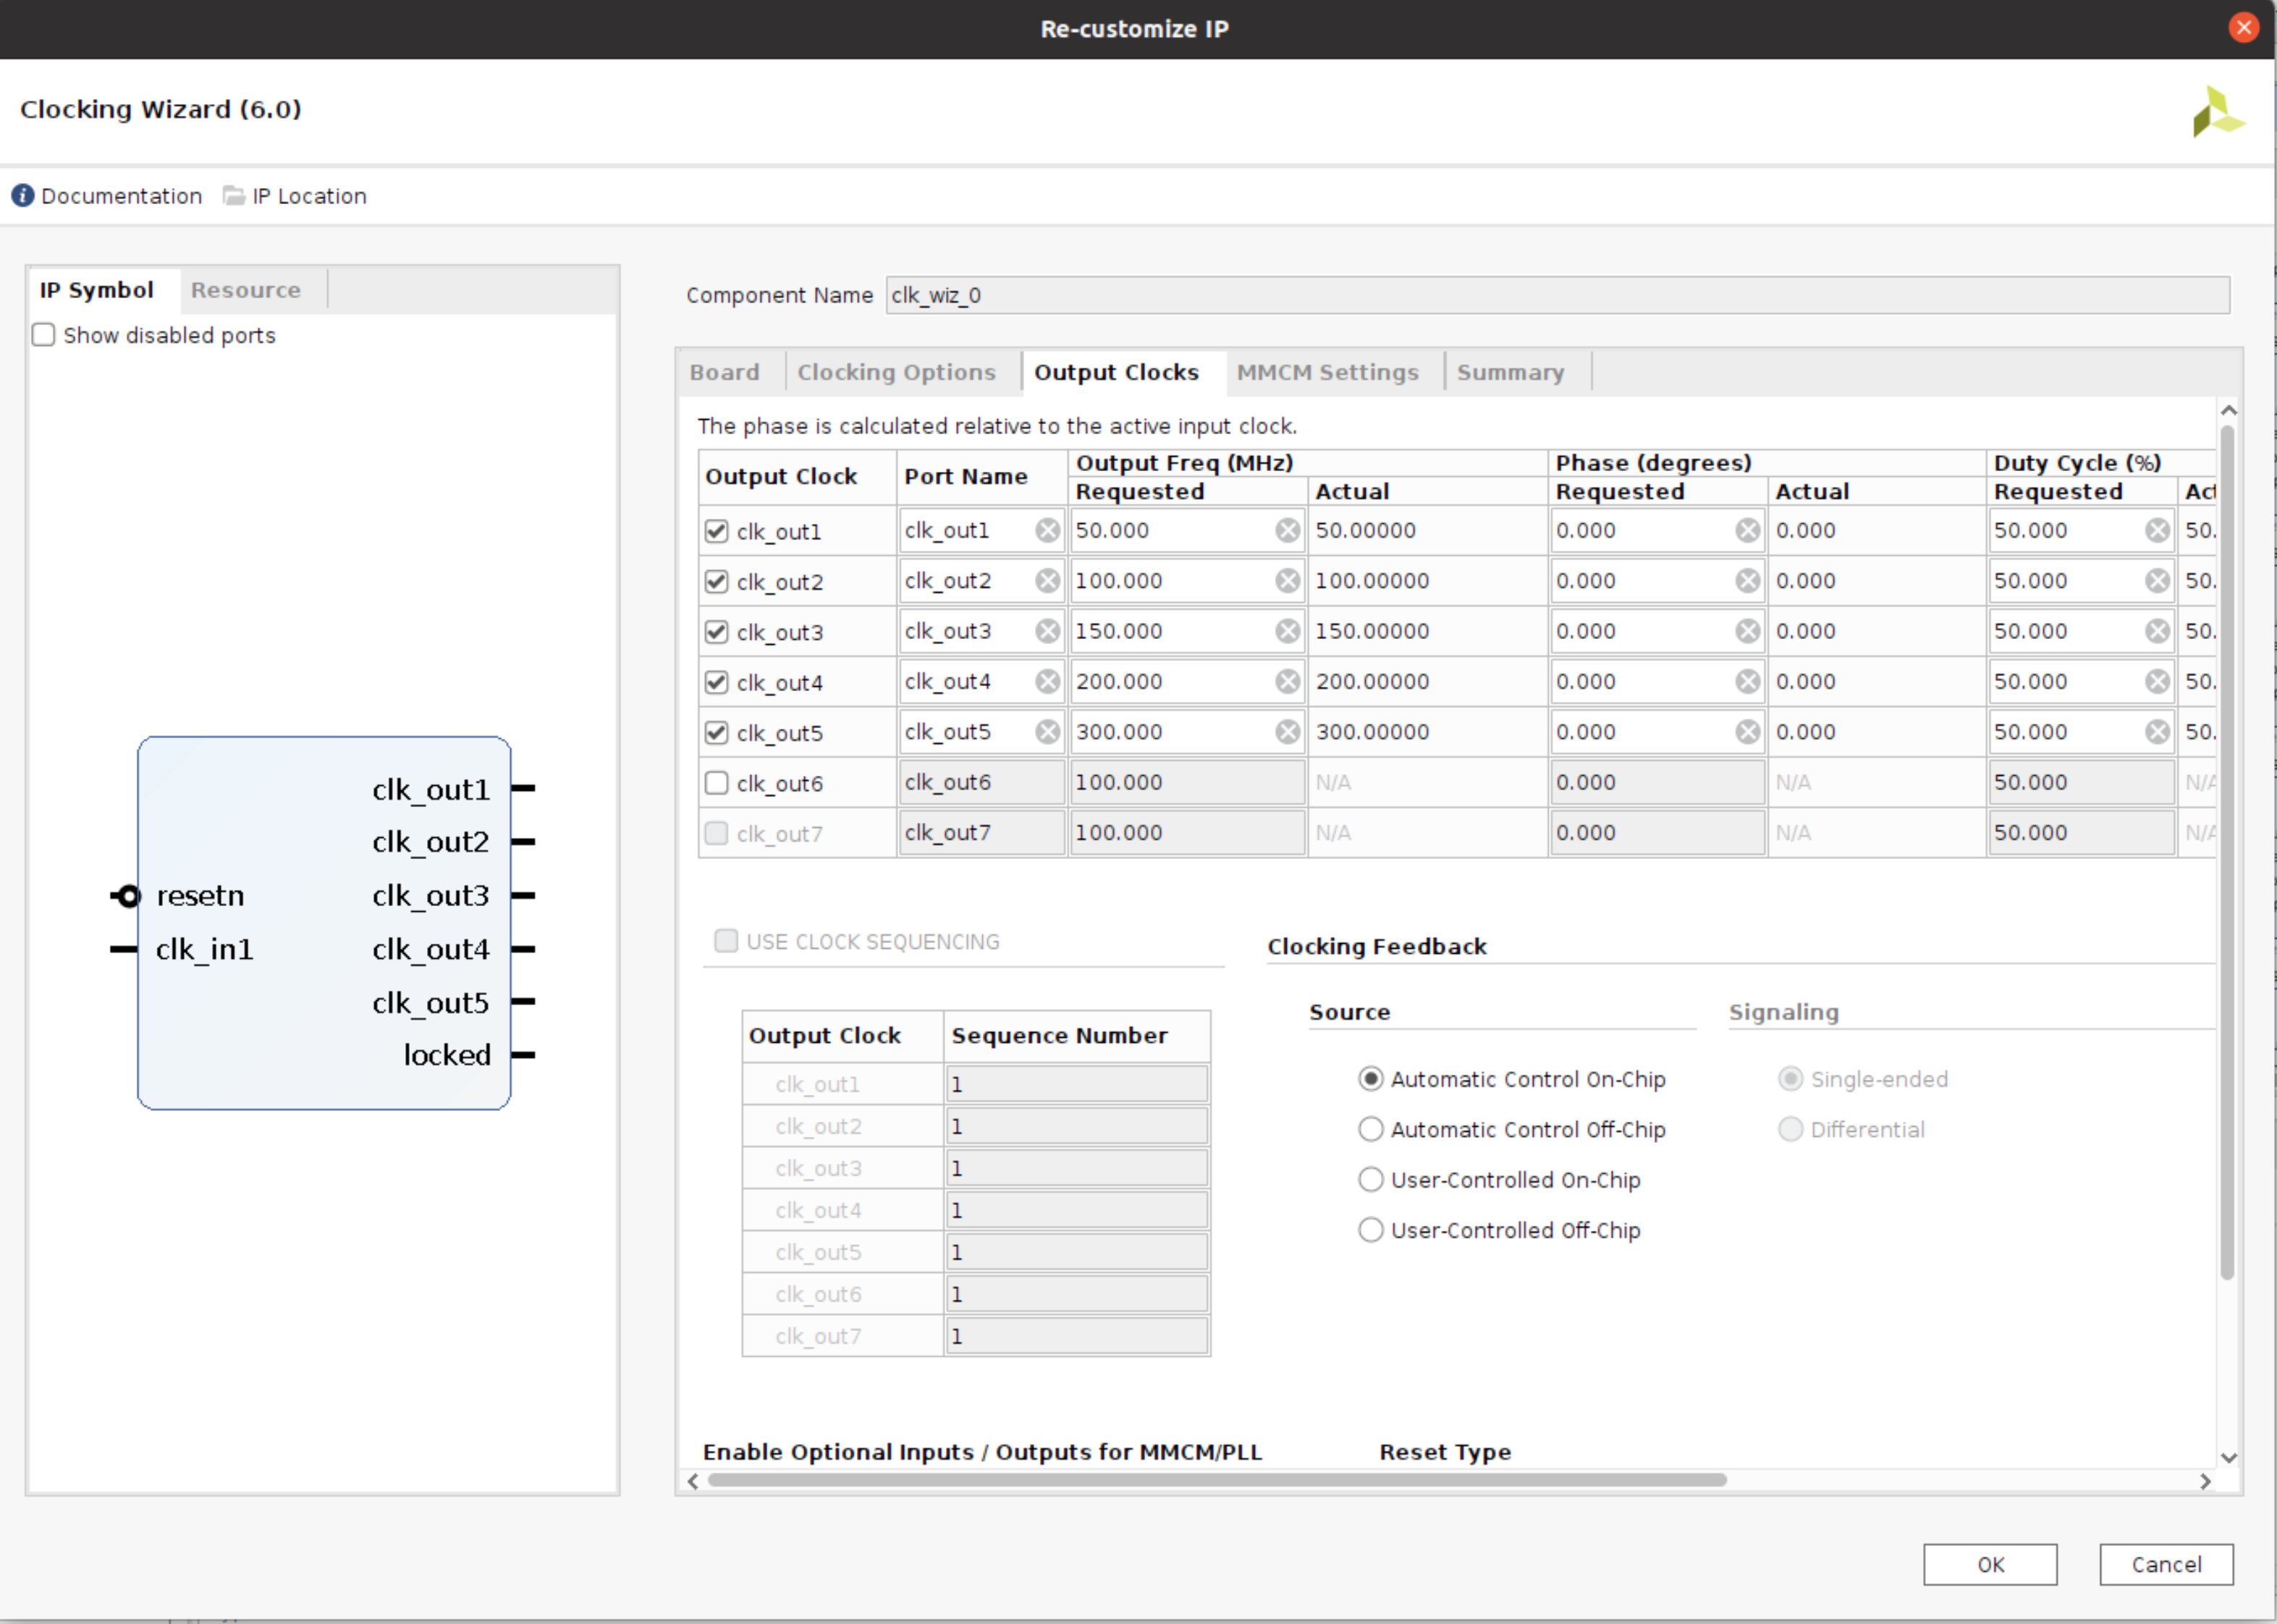 Re-customize IP
Clocking Wizard (6.0)
Documentation IP Location
IP Symbol Resource
Show disabled ports
resetn
clk_in1
clk_out1
clk_out2
clk_out3
clk_out4
clk_out5
locked
Component Name clk_wiz_0
Board Clocking Options Output Clocks MMCM Settings Summary
The phase is calculated relative to the active input clock.
Output Clock Port Name Output Freq (MHz) Phase (degrees) Duty Cycle (%)
Requested Actual Requested Actual Requested Act
clk_out1 clk_out1 50.000 50.00000 0.000 0.000 50.000 50.
clk_out2 clk_out2 100.000 100.00000 0.000 0.000 50.000 50.
clk_out3 clk_out3 150.000 150.00000 0.000 0.000 50.000 50.
clk_out4 clk_out4 200.000 200.00000 0.000 0.000 50.000 50.
clk_out5 clk_out5 300.000 300.00000 0.000 0.000 50.000 50.
clk_out6 clk_out6 100.000 N/A 0.000 N/A 50.000 N/A
clk_out7 clk_out7 100.000 N/A 0.000 N/A 50.000 N/A
USE CLOCK SEQUENCING
Output Clock Sequence Number
clk_out1 1
clk_out2 1
clk_out3 1
clk_out4 1
clk_out5 1
clk_out6 1
clk_out7 1
Clocking Feedback
Source Signaling
Automatic Control On-Chip Single-ended
Automatic Control Off-Chip Differential
User-Controlled On-Chip
User-Controlled Off-Chip
Enable Optional Inputs / Outputs for MMCM/PLL Reset Type
OK Cancel